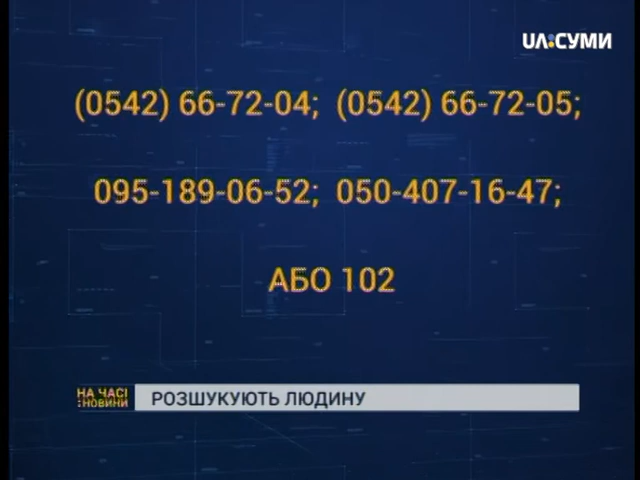 UA:СУМИ
(0542) 66-72-04; (0542) 66-72-05;
095-189-06-52; 050-407-16-47;
АБО 102
НА ЧАСІ
:НОВИНИ
РОЗШУКУЮТЬ ЛЮДИНУ